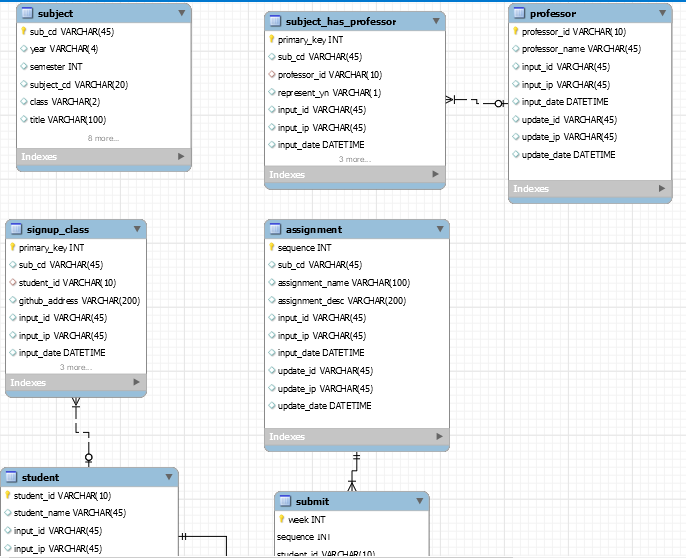 subject
sub_cd VARCHAR(45)
year VARCHAR(4)
semester INT
subject_cd VARCHAR(20)
class VARCHAR(2)
title VARCHAR(100)
8 more...
Indexes
subject_has_professor
primary_key INT
sub_cd VARCHAR(45)
professor_id VARCHAR(10)
represent_yn VARCHAR(1)
input_id VARCHAR(45)
input_ip VARCHAR(45)
input_date DATETIME
3 more...
Indexes
professor
professor_id VARCHAR(10)
professor_name VARCHAR(45)
input_id VARCHAR(45)
input_ip VARCHAR(45)
input_date DATETIME
update_id VARCHAR(45)
update_ip VARCHAR(45)
update_date DATETIME
Indexes
signup_class
primary_key INT
sub_cd VARCHAR(45)
student_id VARCHAR(10)
github_address VARCHAR(200)
input_id VARCHAR(45)
input_ip VARCHAR(45)
input_date DATETIME
3 more...
Indexes
assignment
sequence INT
sub_cd VARCHAR(45)
assignment_name VARCHAR(100)
assignment_desc VARCHAR(200)
input_id VARCHAR(45)
input_ip VARCHAR(45)
input_date DATETIME
update_id VARCHAR(45)
update_ip VARCHAR(45)
update_date DATETIME
Indexes
student
student_id VARCHAR(10)
student_name VARCHAR(45)
input_id VARCHAR(45)
input_ip VARCHAR(45)
submit
week INT
sequence INT
student_id VARCHAR(10)